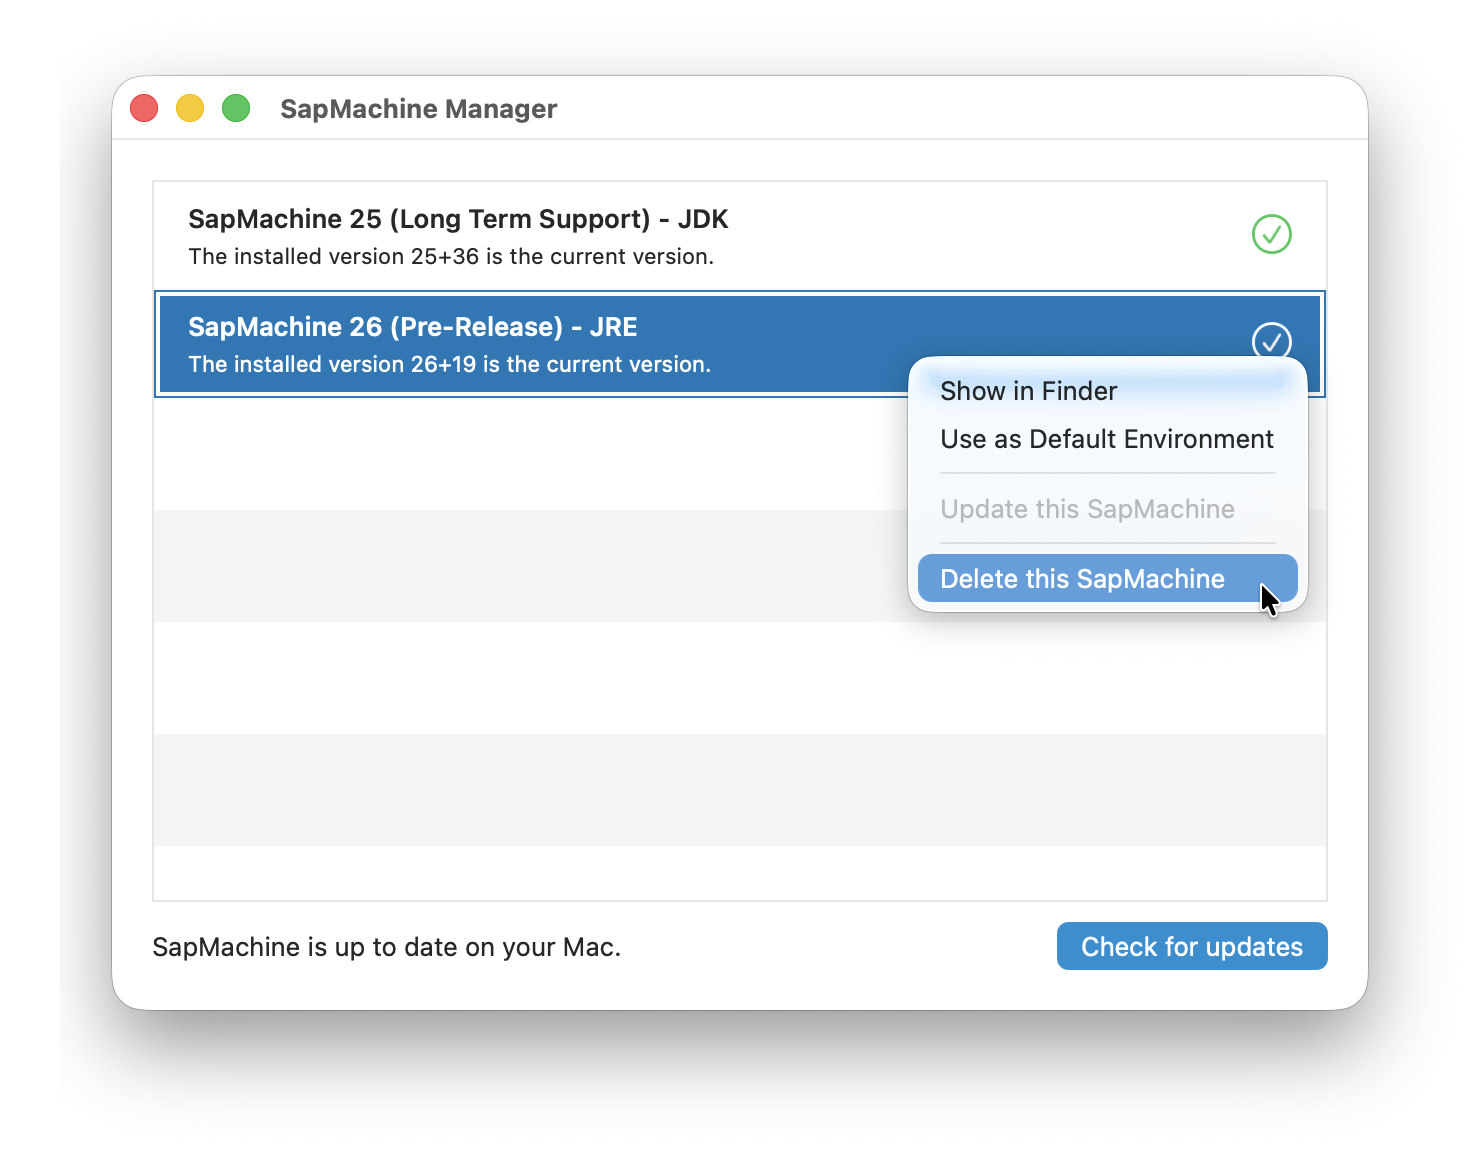 SapMachine Manager
SapMachine 25 (Long Term Support) - JDK
The installed version 25+36 is the current version.
SapMachine 26 (Pre-Release) - JRE
The installed version 26+19 is the current version.
Show in Finder
Use as Default Environment
Update this SapMachine
Delete this SapMachine
SapMachine is up to date on your Mac.
Check for updates